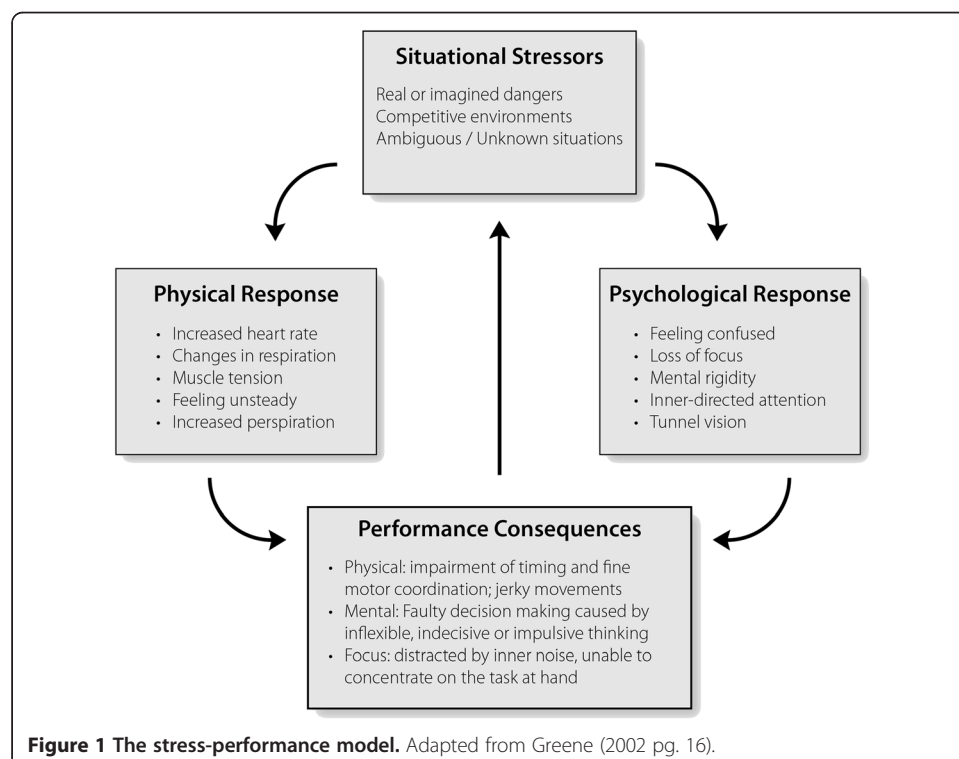 Situational Stressors
Real or imagined dangers
Competitive environments
Ambiguous / Unknown situations
Physical Response
• Increased heart rate
• Changes in respiration
• Muscle tension
• Feeling unsteady
• Increased perspiration
Psychological Response
• Feeling confused
• Loss of focus
• Mental rigidity
• Inner-directed attention
• Tunnel vision
Performance Consequences
• Physical: impairment of timing and fine
motor coordination; jerky movements
• Mental: Faulty decision making caused by
inflexible, indecisive or impulsive thinking
• Focus: distracted by inner noise, unable to
concentrate on the task at hand
Figure 1 The stress-performance model. Adapted from Greene (2002 pg. 16).